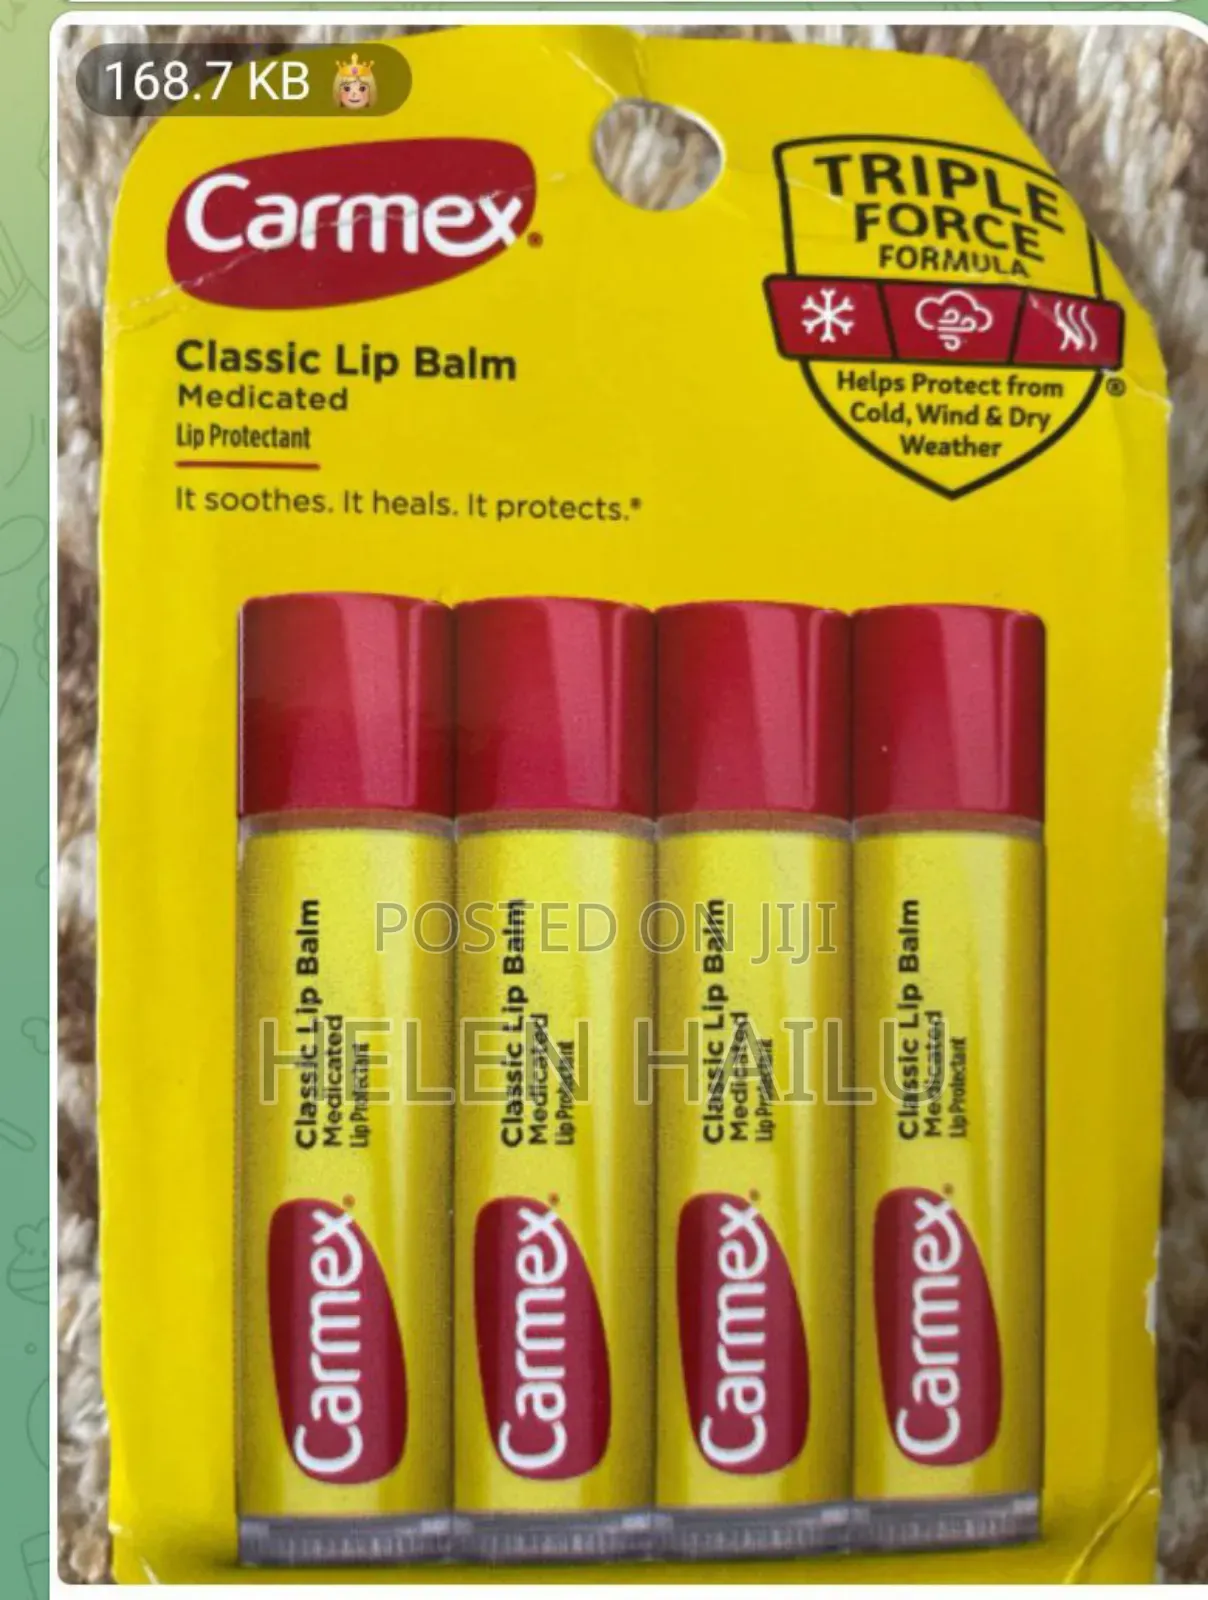 168.7 KB
Carmex®
TRIPLE
FORCE
FORMULA
Helps Protect from
Cold, Wind & Dry
Weather
®
Classic Lip Balm
Medicated
Lip Protectant
It soothes. It heals. It protects.®
POSTED ON JIJI
HELEN HAILU
Classic Lip Balm
Medicated
Lip Protectant
Carmex®
Classic Lip Balm
Medicated
Lip Protectant
Carmex®
Classic Lip Balm
Medicated
Lip Protectant
Carmex®
Classic Lip Balm
Medicated
Lip Protectant
Carmex®